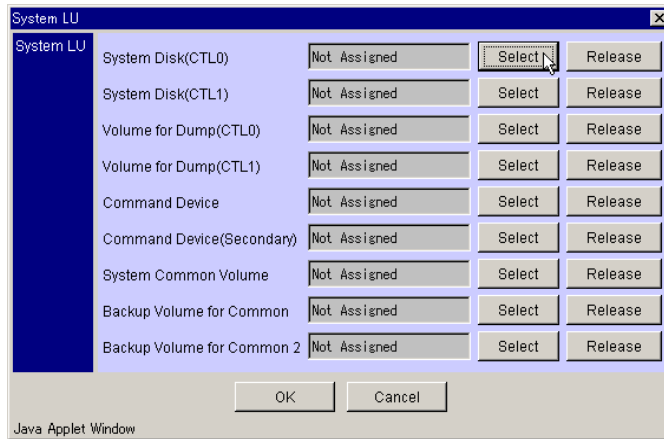 System LU
System LU
System Disk(CTL0) Not Assigned Select Release
System Disk(CTL1) Not Assigned Select Release
Volume for Dump(CTL0) Not Assigned Select Release
Volume for Dump(CTL1) Not Assigned Select Release
Command Device Not Assigned Select Release
Command Device(Secondary) Not Assigned Select Release
System Common Volume Not Assigned Select Release
Backup Volume for Common Not Assigned Select Release
Backup Volume for Common 2 Not Assigned Select Release
OK Cancel
Java Applet Window